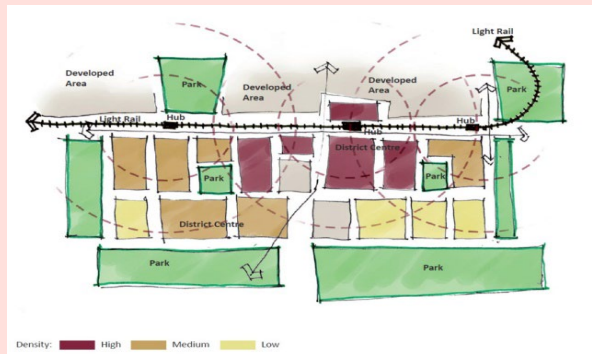 Light Rail
Developed
Area
Park
Developed
Area
Developed
Area
Park
Light Rail
Hub
Hub
Hub
District Centre
Park
Park
District Centre
Park
Park
Density: High Medium Low